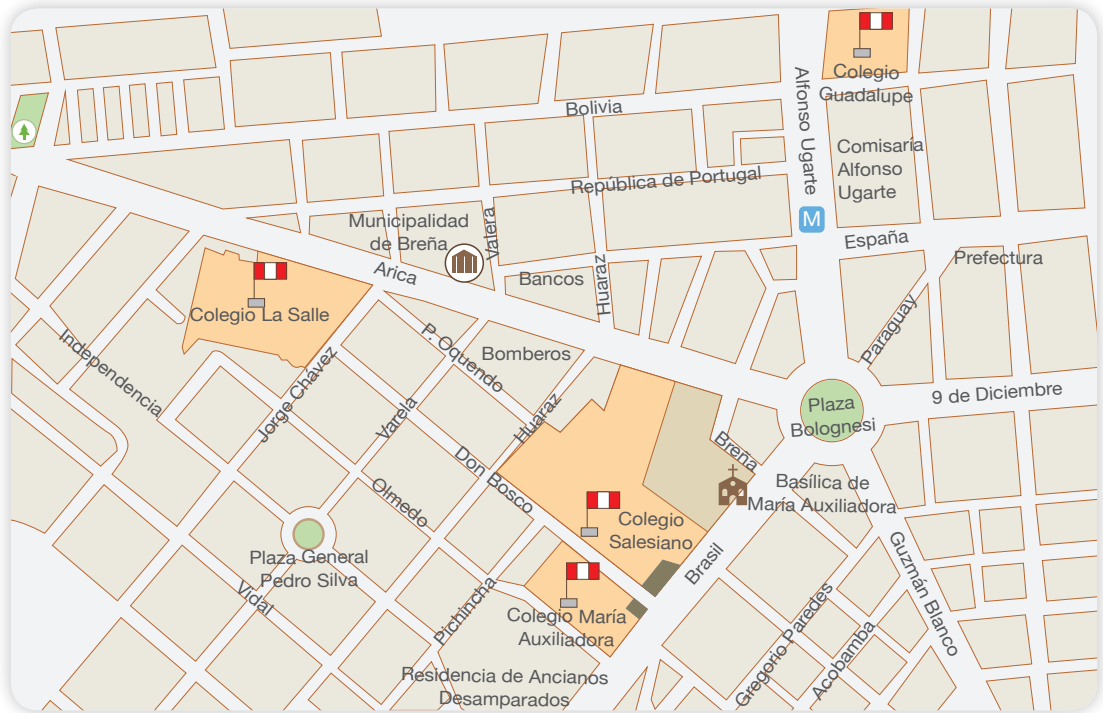 Colegio
Guadalupe
Alfonso Ugarte
Bolivia
Comisaría
Alfonso
Ugarte
República de Portugal
M
Municipalidad
de Breña
Valera
España
Prefectura
Arica
Bancos
Huaraz
Colegio La Salle
Paraguay
P. Oquendo
Bomberos
Independencia
Jorge Chávez
Varela
Huaraz
9 de Diciembre
Plaza
Bolognesi
Breña
Don Bosco
Basílica de
María Auxiliadora
Olmedo
Colegio
Salesiano
Brasil
Guzmán Blanco
Plaza General
Pedro Silva
Vidal
Pichincha
Colegio María
Auxiliadora
Gregorio Paredes
Acobamba
Residencia de Ancianos
Desamparados